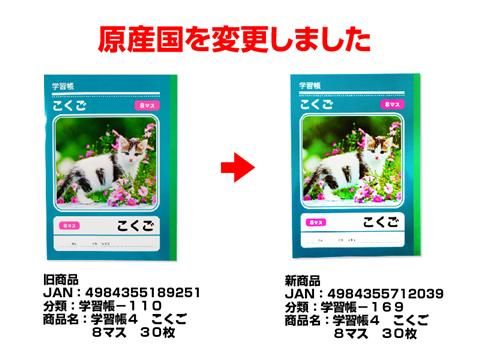 原産国を変更しました
学習帳
こくご
8マス
8マス
こくご
学習帳
こくご
8マス
8マス
こくご
旧商品
JAN：4984355189251
分類：学習帳－110
商品名：学習帳4　こくご
8マス　30枚
新商品
JAN：4984355712039
分類：学習帳－169
商品名：学習帳4　こくご
8マス　30枚